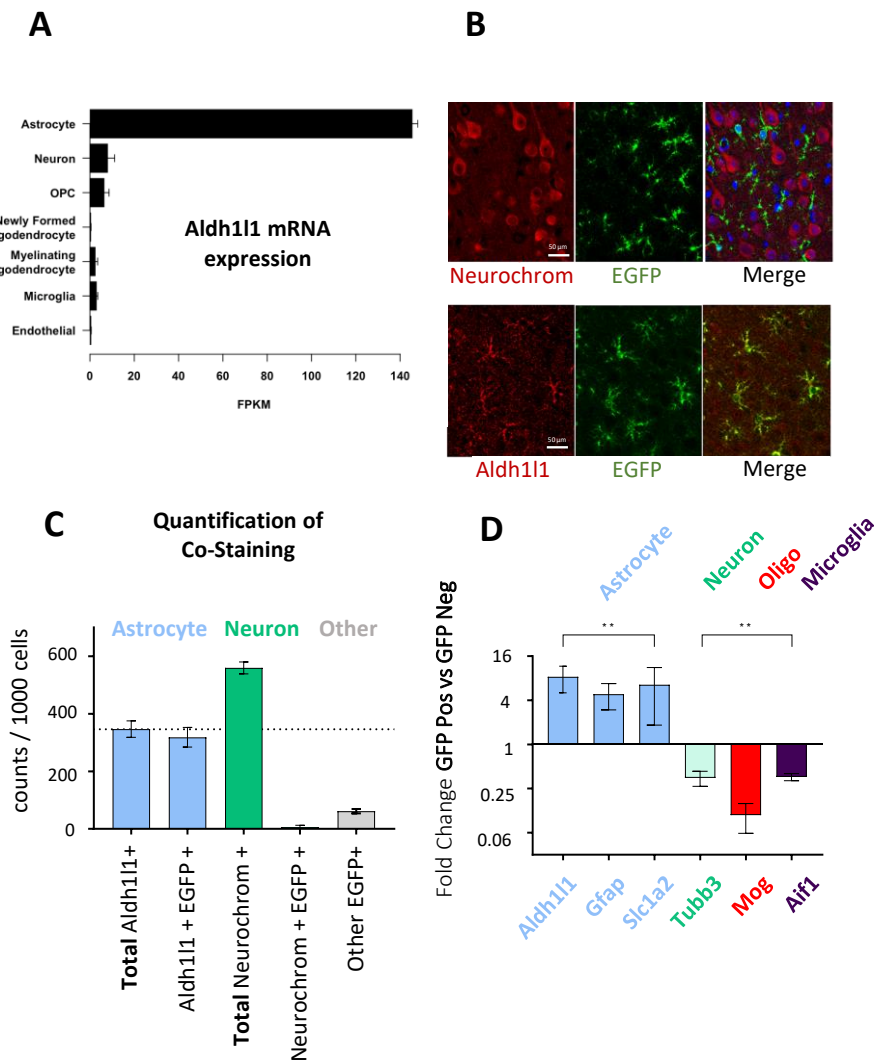 A
Astrocyte
Neuron
OPC
Newly Formed
godendrocyte
Myelinating
godendrocyte
Microglia
Endothelial
Aldh1l1 mRNA
expression
0 20 40 60 80 100 120 140
FPKM
B
50 µm
Neurochrom EGFP Merge
50 µm
Aldh1l1 EGFP Merge
C
Quantification of
Co-Staining
Astrocyte Neuron Other
counts / 1000 cells
600
400
200
0
Total Aldh1l1+
Aldh1l1 + EGFP +
Total Neurochrom +
Neurochrom + EGFP +
Other EGFP+
D
Astrocyte
Neuron
Oligo
Microglia
** **
Fold Change GFP Pos vs GFP Neg
16
4
1
0.25
0.06
Aldh1l1
Gfap
Slc1a2
Tubb3
Mog
Aif1